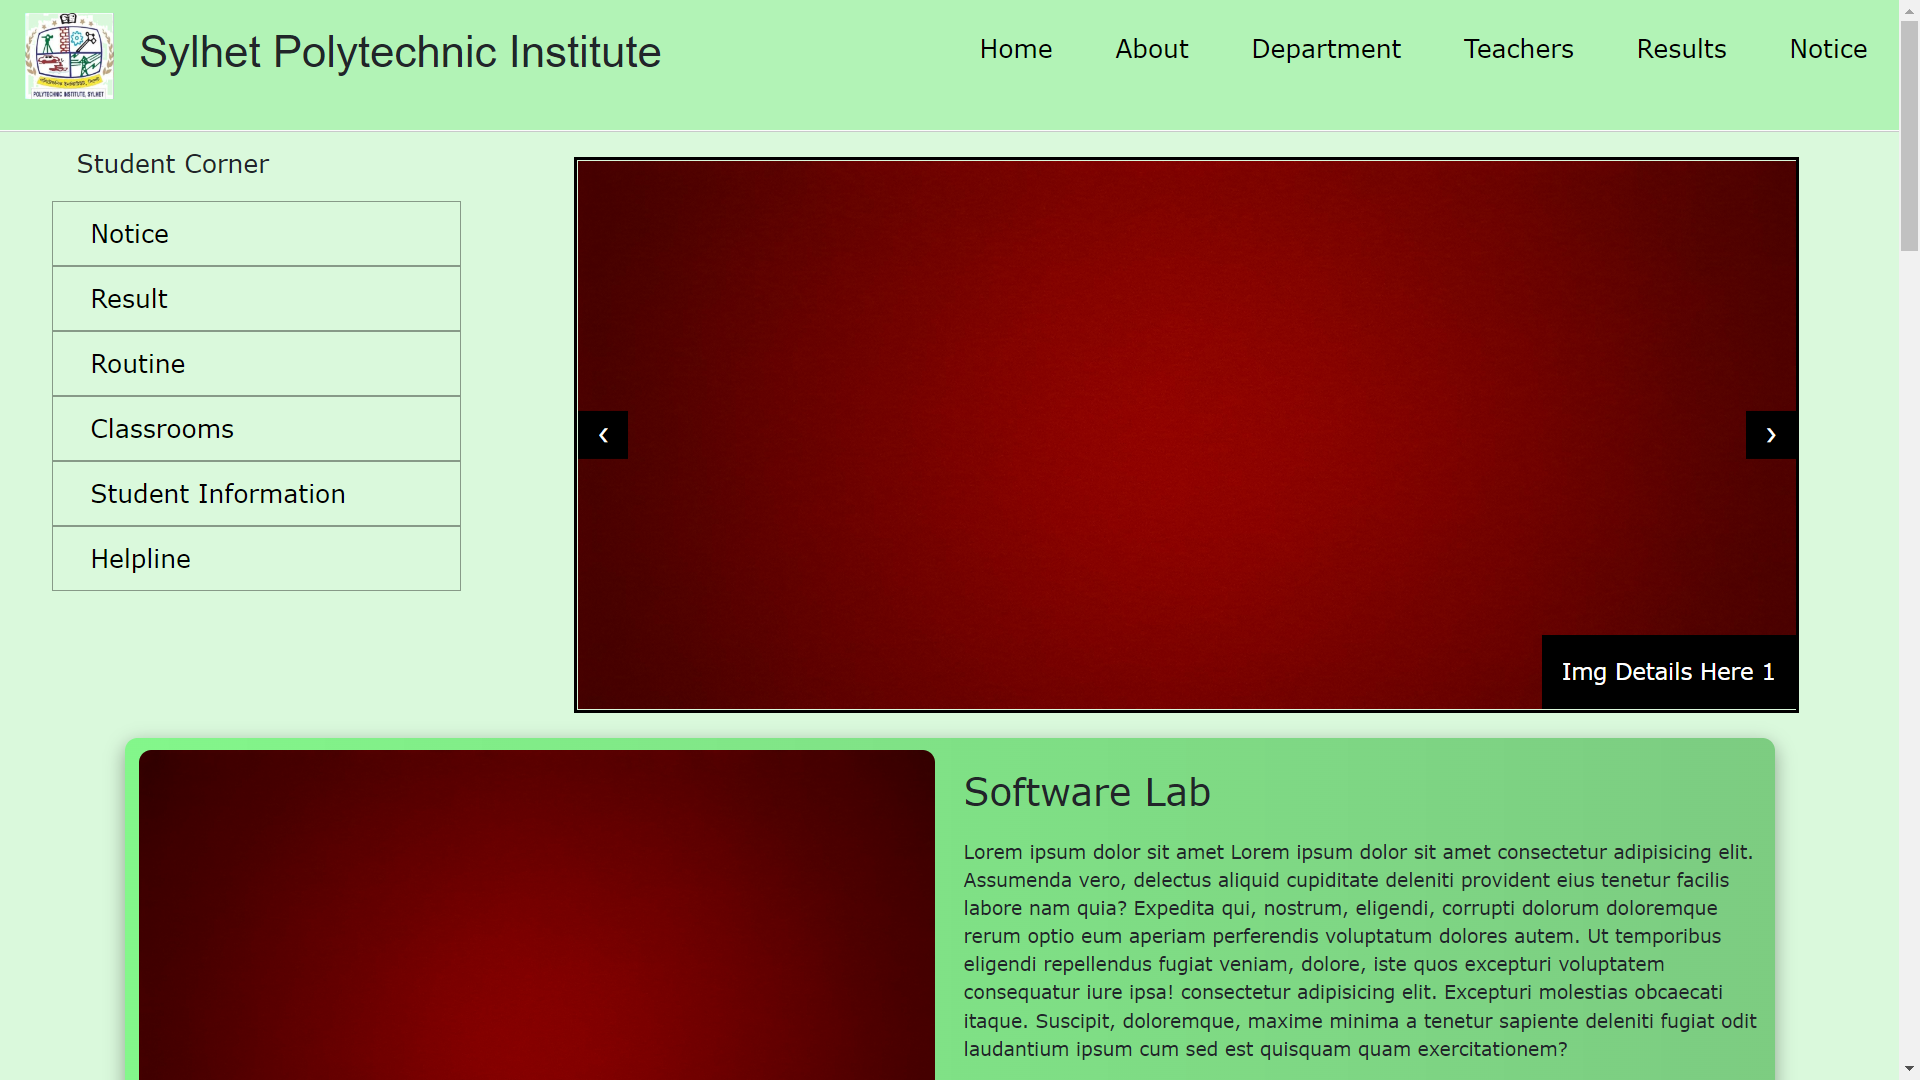 POLYTECHNIC INSTITUTE, SYLHET
Sylhet Polytechnic Institute
Home
About
Department
Teachers
Results
Notice
Student Corner
Notice
Result
Routine
Classrooms
Student Information
Helpline
❮
❯
Img Details Here 1
Software Lab
Lorem ipsum dolor sit amet Lorem ipsum dolor sit amet consectetur adipisicing elit.
Assumenda vero, delectus aliquid cupiditate deleniti provident eius tenetur facilis
labore nam quia? Expedita qui, nostrum, eligendi, corrupti dolorum doloremque
rerum optio eum aperiam perferendis voluptatum dolores autem. Ut temporibus
eligendi repellendus fugiat veniam, dolore, iste quos excepturi voluptatem
consequatur iure ipsa! consectetur adipisicing elit. Excepturi molestias obcaecati
itaque. Suscipit, doloremque, maxime minima a tenetur sapiente deleniti fugiat odit
laudantium ipsum cum sed est quisquam quam exercitationem?